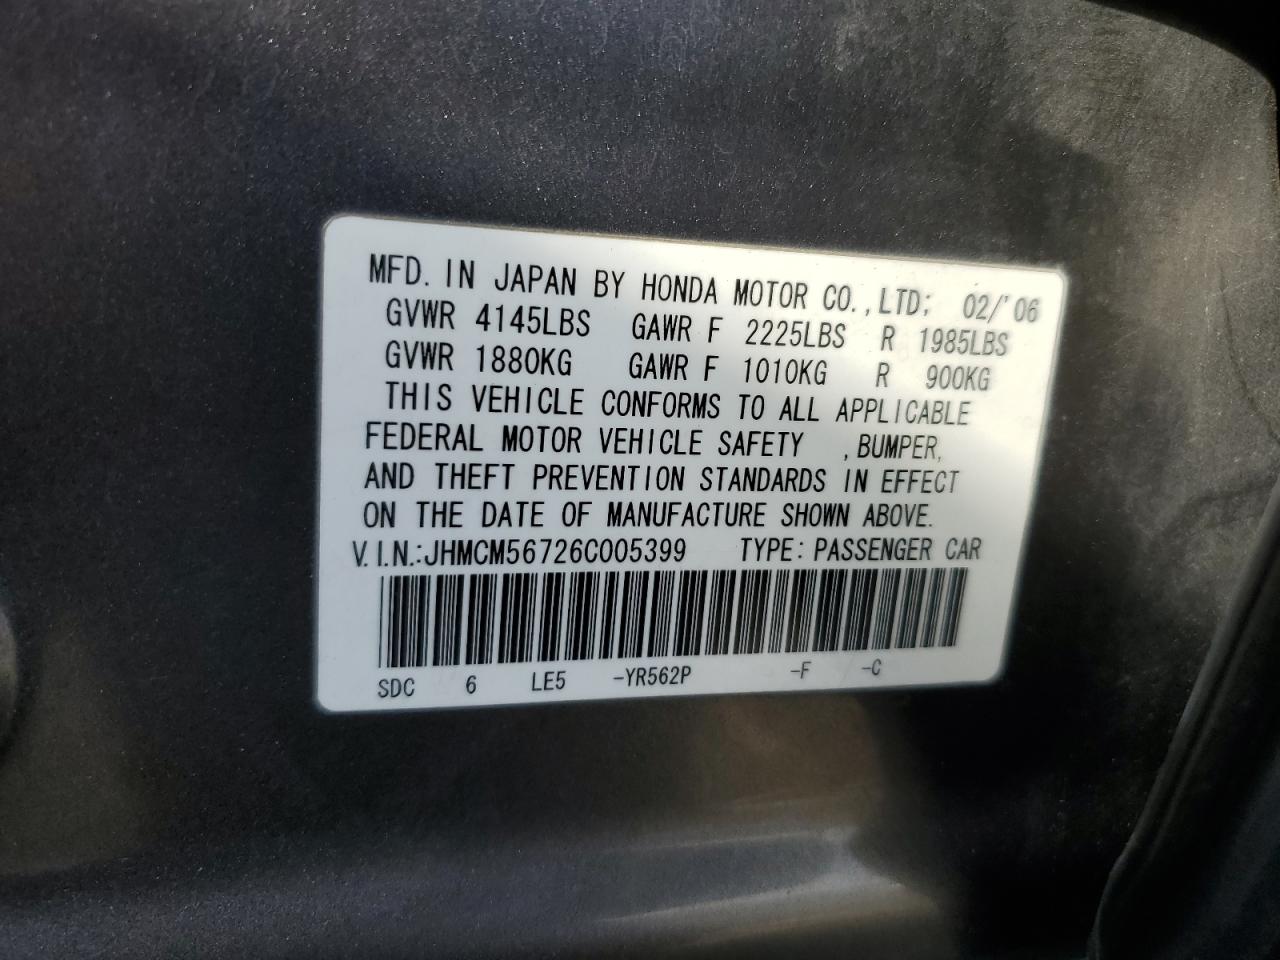 MFD. IN JAPAN BY HONDA MOTOR CO., LTD; 02/'06
GVWR 4145LBS GAWR F 2225LBS R 1985LBS
GVWR 1880KG GAWR F 1010KG R 900KG
THIS VEHICLE CONFORMS TO ALL APPLICABLE
FEDERAL MOTOR VEHICLE SAFETY , BUMPER,
AND THEFT PREVENTION STANDARDS IN EFFECT
ON THE DATE OF MANUFACTURE SHOWN ABOVE.
V.I.N.:JHMCM56726C005399 TYPE: PASSENGER CAR
SDC 6 LE5 -YR562P -F -C